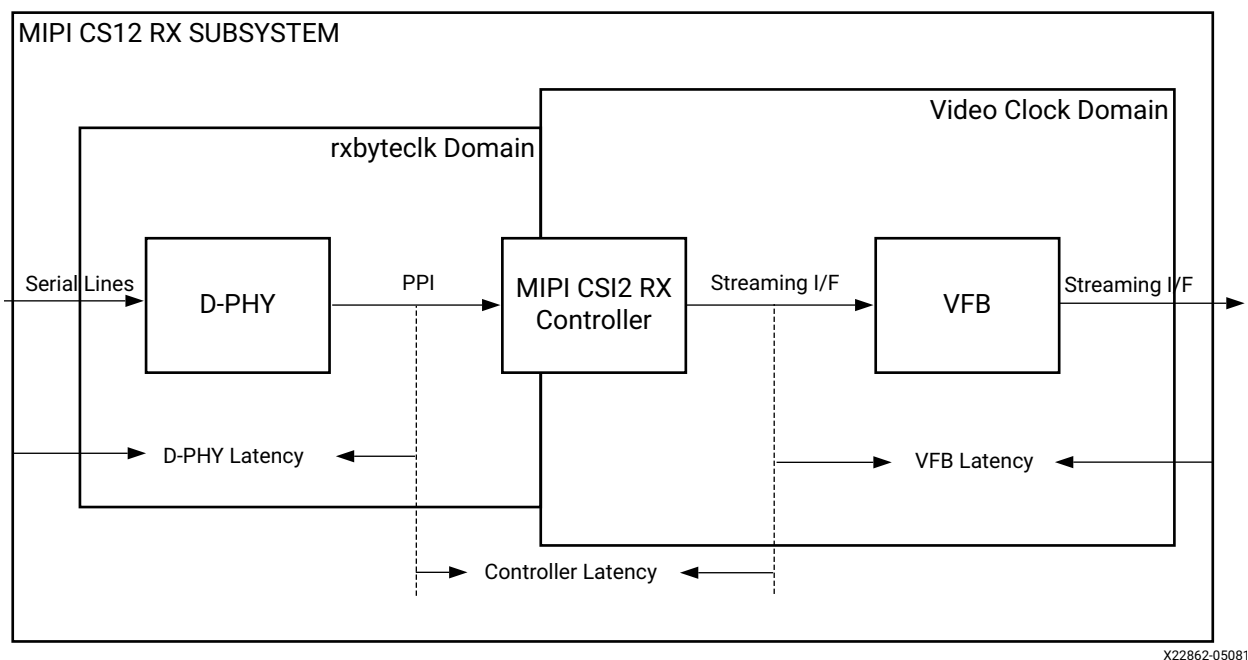 MIPI CS12 RX SUBSYSTEM
Video Clock Domain
rxbyteclk Domain
Serial Lines
D-PHY
PPI
MIPI CSI2 RX
Controller
Streaming I/F
VFB
Streaming I/F
D-PHY Latency
VFB Latency
Controller Latency
X22862-05081